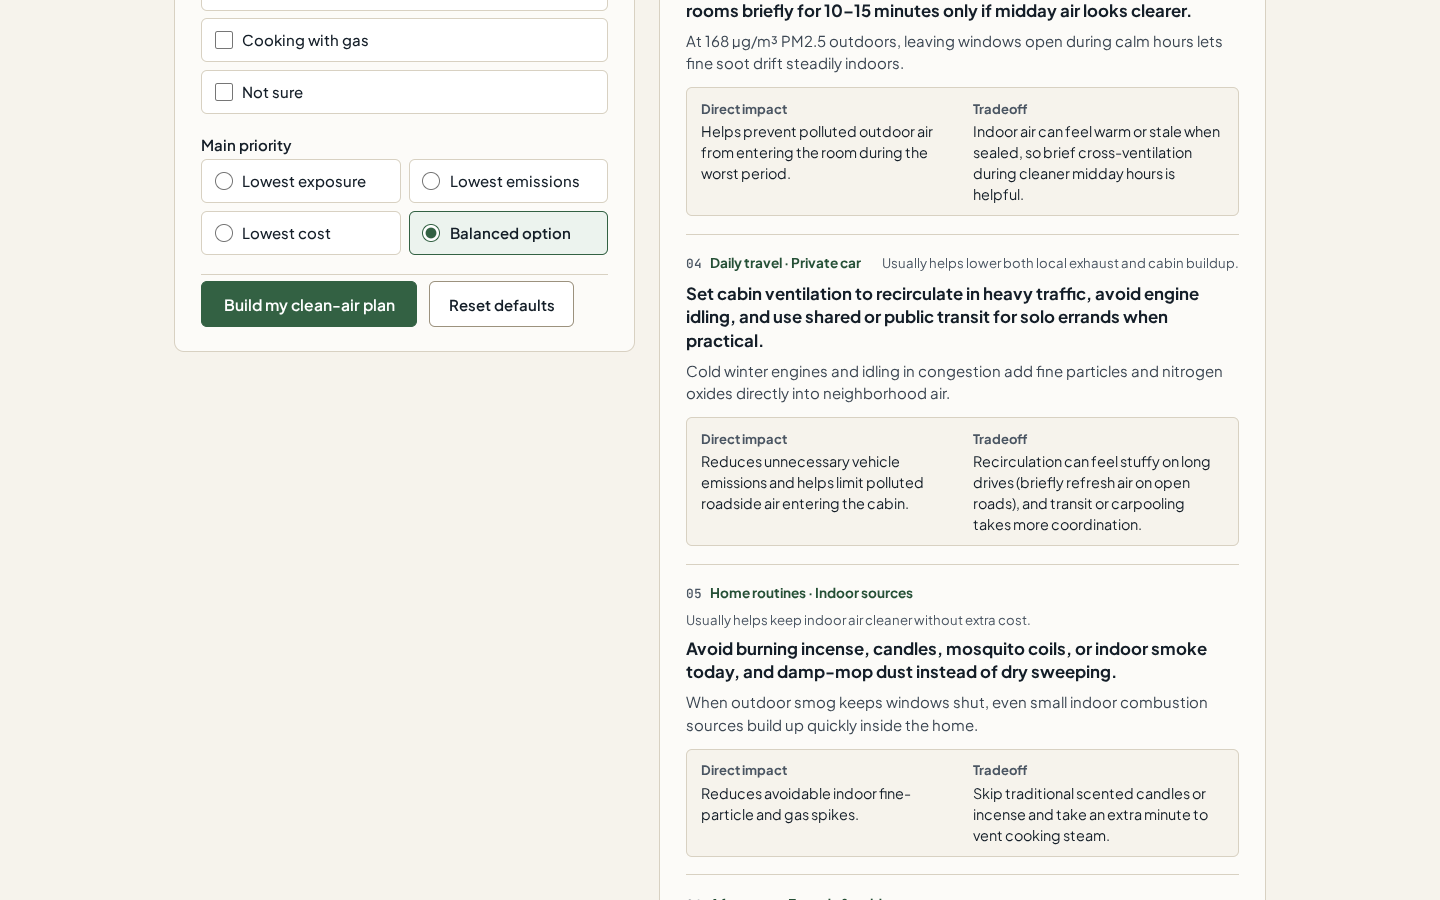 Cooking with gas
Not sure
Main priority
Lowest exposure
Lowest emissions
Lowest cost
Balanced option
Build my clean-air plan
Reset defaults
rooms briefly for 10–15 minutes only if midday air looks clearer.
At 168 µg/m³ PM2.5 outdoors, leaving windows open during calm hours lets
fine soot drift steadily indoors.
Direct impact
Helps prevent polluted outdoor air
from entering the room during the
worst period.
Tradeoff
Indoor air can feel warm or stale when
sealed, so brief cross-ventilation
during cleaner midday hours is
helpful.
04 Daily travel · Private car
Usually helps lower both local exhaust and cabin buildup.
Set cabin ventilation to recirculate in heavy traffic, avoid engine
idling, and use shared or public transit for solo errands when
practical.
Cold winter engines and idling in congestion add fine particles and nitrogen
oxides directly into neighborhood air.
Direct impact
Reduces unnecessary vehicle
emissions and helps limit polluted
roadside air entering the cabin.
Tradeoff
Recirculation can feel stuffy on long
drives (briefly refresh air on open
roads), and transit or carpooling
takes more coordination.
05 Home routines · Indoor sources
Usually helps keep indoor air cleaner without extra cost.
Avoid burning incense, candles, mosquito coils, or indoor smoke
today, and damp-mop dust instead of dry sweeping.
When outdoor smog keeps windows shut, even small indoor combustion
sources build up quickly inside the home.
Direct impact
Reduces avoidable indoor fine-
particle and gas spikes.
Tradeoff
Skip traditional scented candles or
incense and take an extra minute to
vent cooking steam.